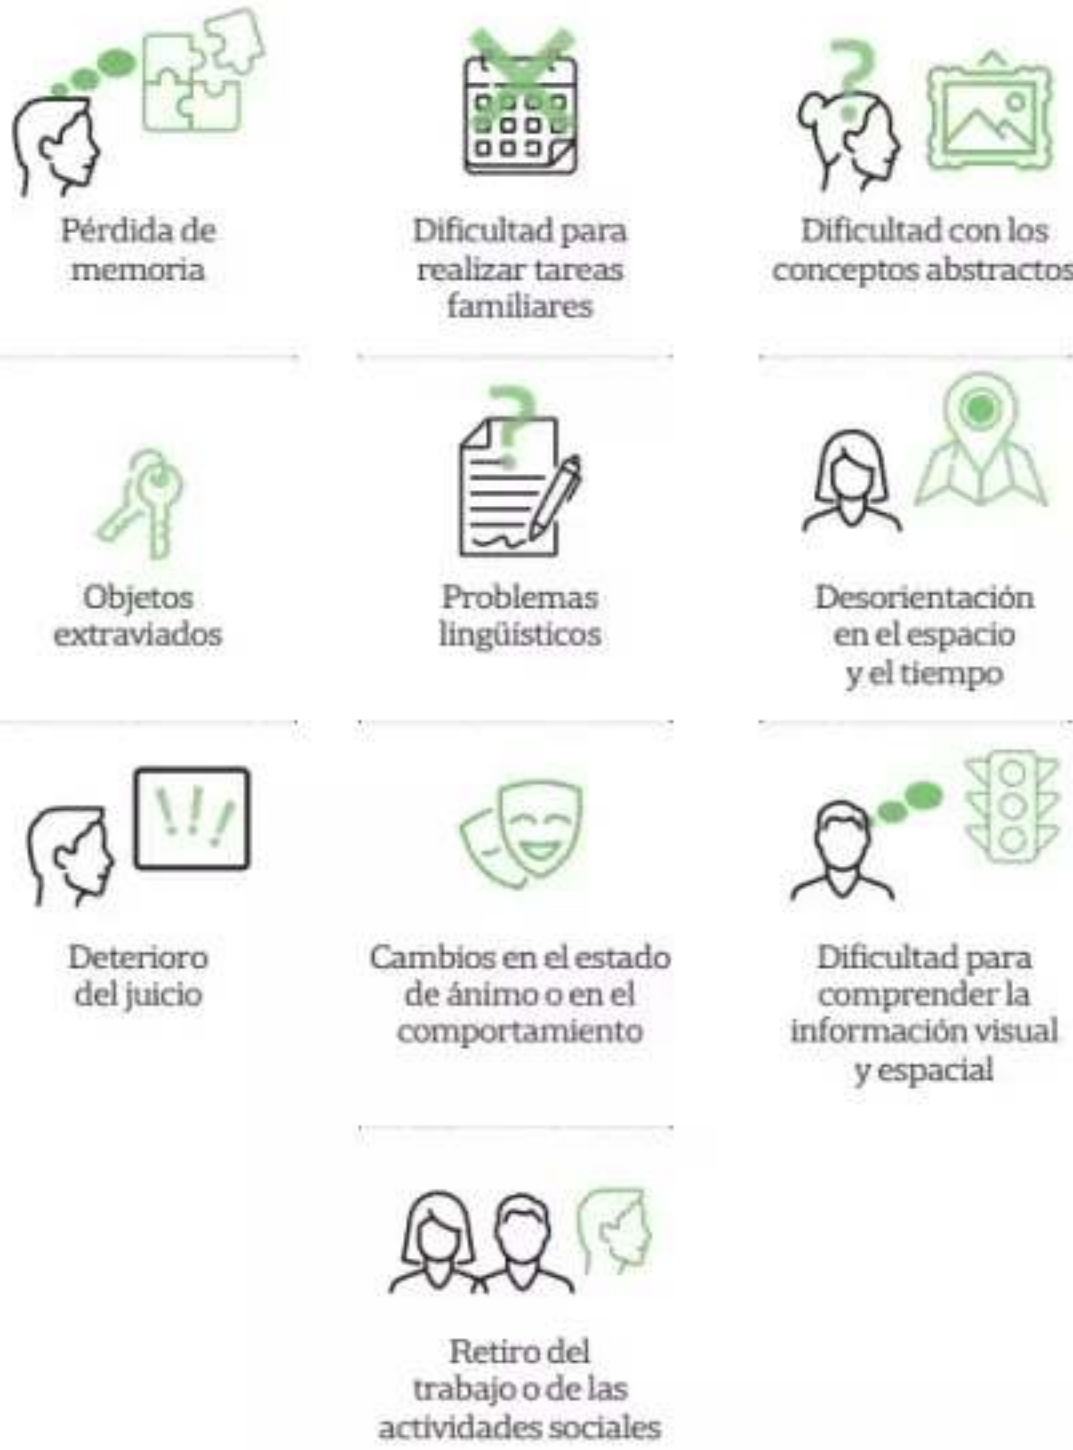 Pérdida de
memoria
Dificultad para
realizar tareas
familiares
Dificultad con los
conceptos abstractos
Objetos
extraviados
Problemas
lingüísticos
Desorientación
en el espacio
y el tiempo
Deterioro
del juicio
Cambios en el estado
de ánimo o en el
comportamiento
Dificultad para
comprender la
información visual
y espacial
Retiro del
trabajo o de las
actividades sociales